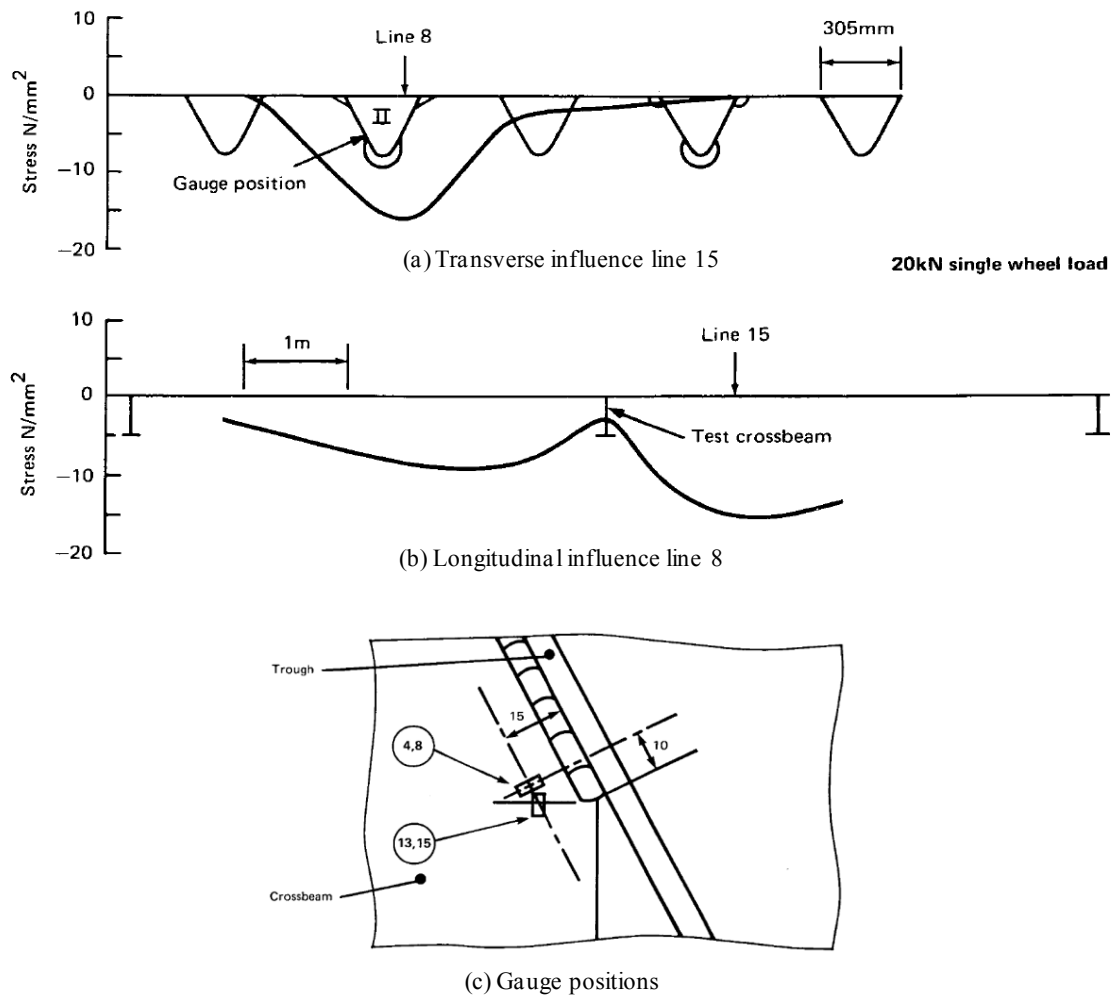 10
Line 8
305mm
0
II
Stress N/mm²
−10
Gauge position
−20
(a) Transverse influence line 15
20kN single wheel load
10
1m
Line 15
0
Stress N/mm²
Test crossbeam
−10
−20
(b) Longitudinal influence line 8
Trough
15
4,8
10
13,15
Crossbeam
(c) Gauge positions